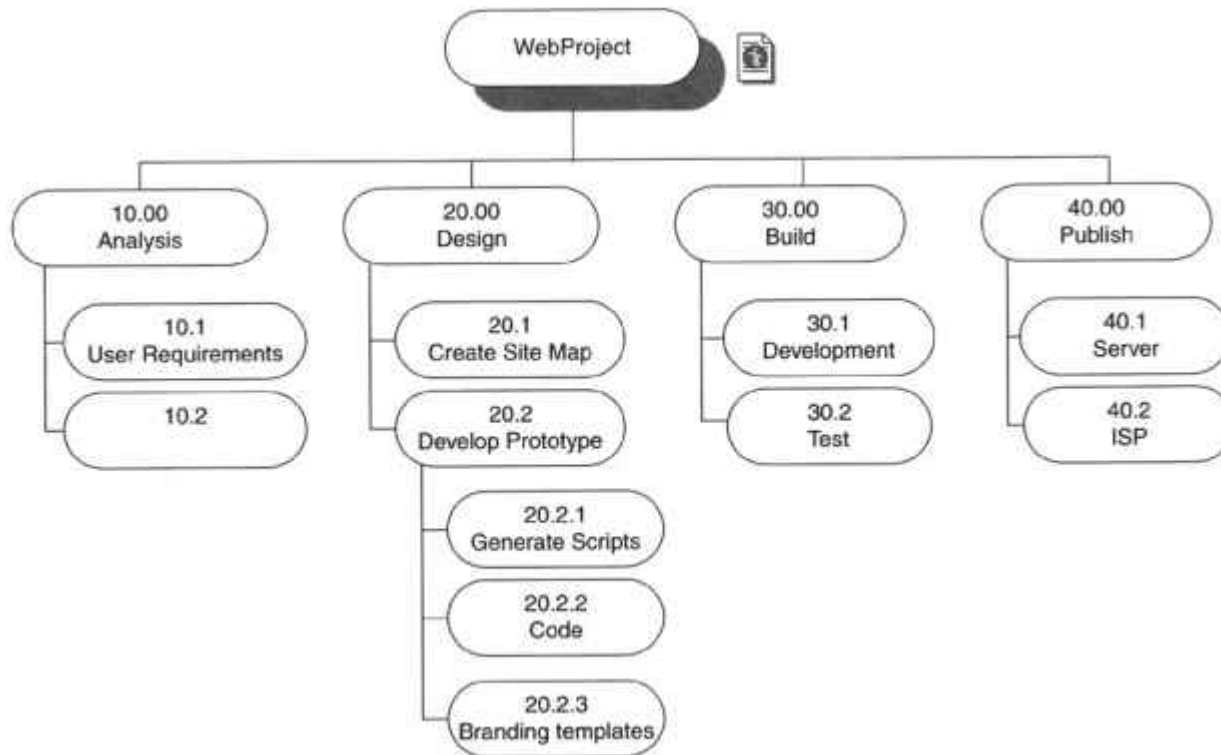 WebProject
10.00
Analysis
20.00
Design
30.00
Build
40.00
Publish
10.1
User Requirements
10.2
20.1
Create Site Map
20.2
Develop Prototype
20.2.1
Generate Scripts
20.2.2
Code
20.2.3
Branding templates
30.1
Development
30.2
Test
40.1
Server
40.2
ISP